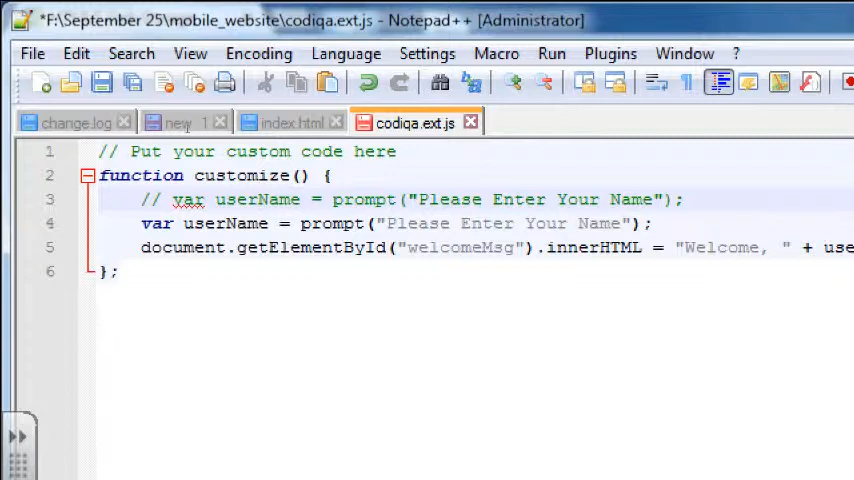 *F:\September 25\mobile_website\codiqa.ext.js - Notepad++ [Administrator]
File Edit Search View Encoding Language Settings Macro Run Plugins Window ?
change.log new 1 index.html codiqa.ext.js
1 // Put your custom code here
2 function customize() {
3 // var userName = prompt("Please Enter Your Name");
4 var userName = prompt("Please Enter Your Name");
5 document.getElementById("welcomeMsg").innerHTML = "Welcome, " + use
6 };